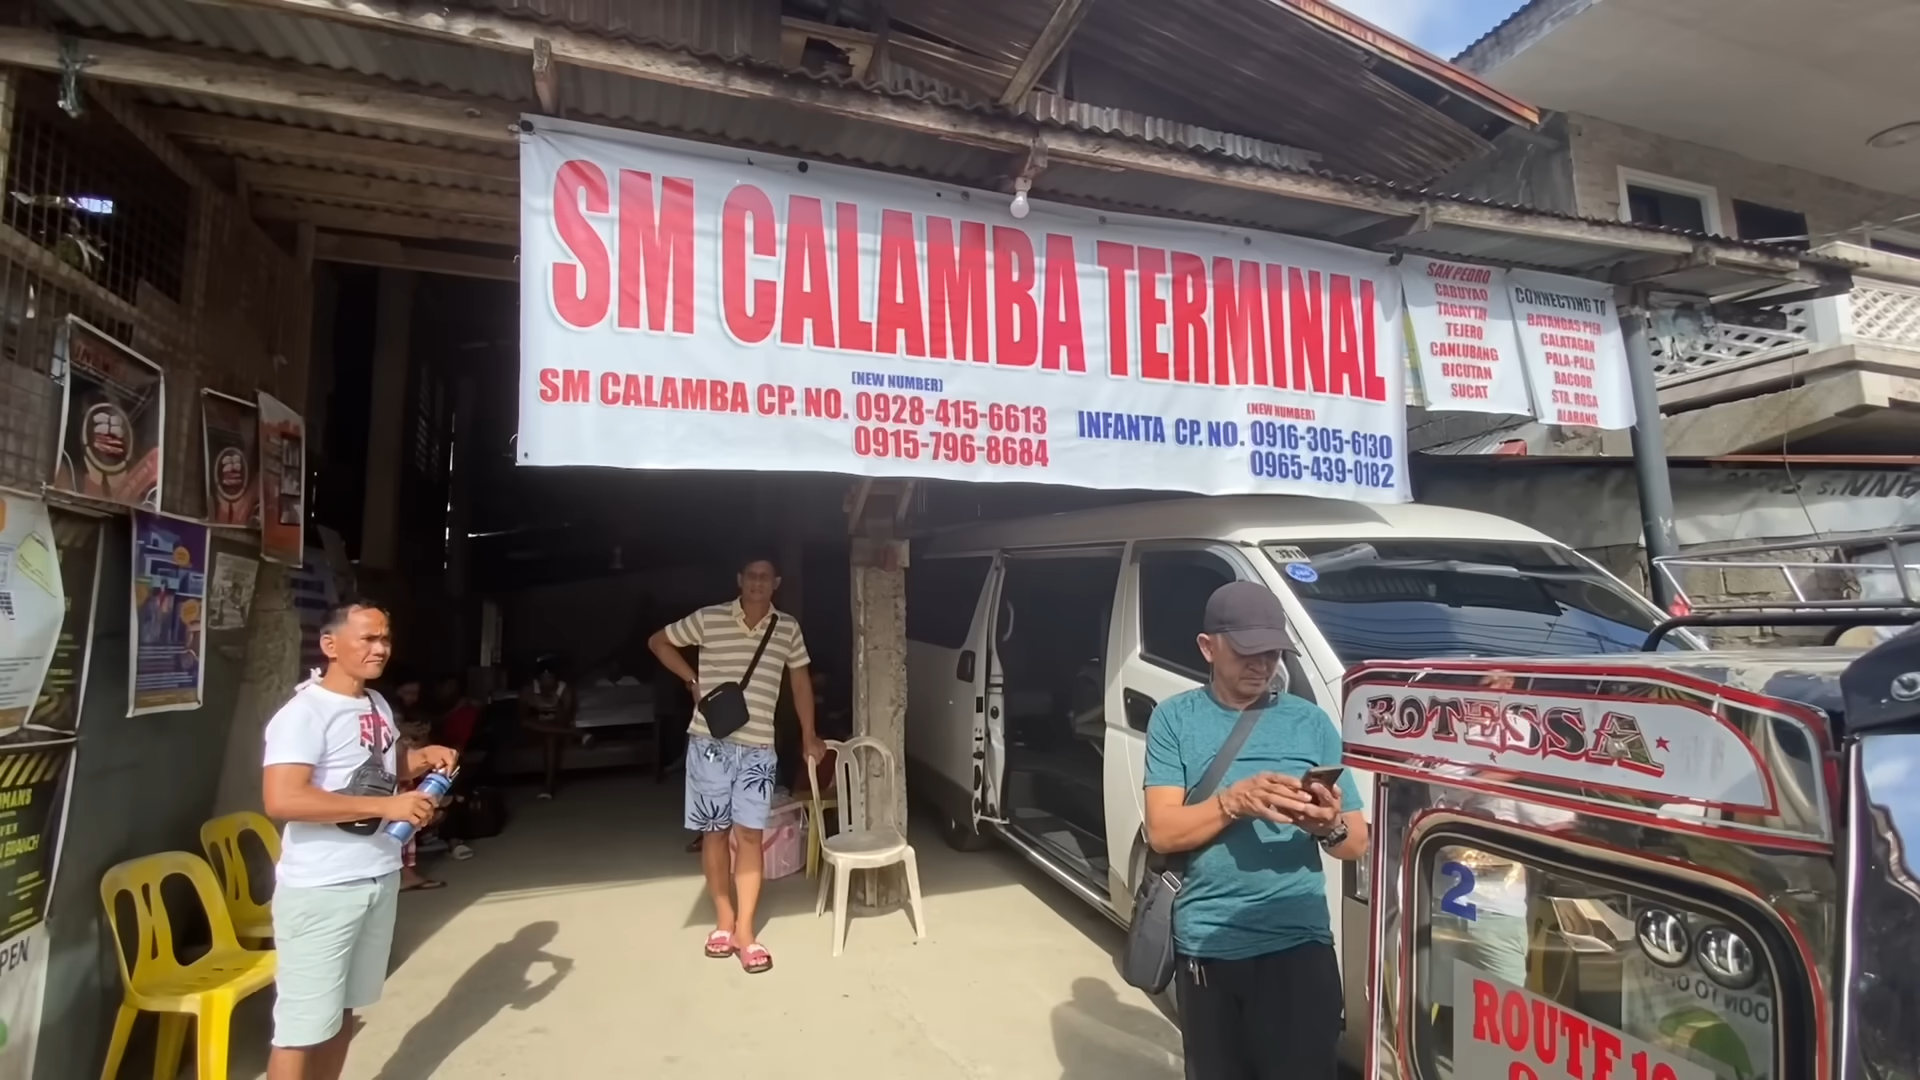 SM CALAMBA TERMINAL
(NEW NUMBER)
SM CALAMBA CP. NO. 0928-415-6613
0915-796-8684
(NEW NUMBER)
INFANTA CP. NO. 0916-305-6130
0965-439-0182
SAN PEDRO
CABUYAO
TAGAYTAY
TEJERO
CANLUBANG
BICUTAN
SUCAT
CONNECTING TO
BATANGAS PIER
CALATAGAN
PALA-PALA
BACOOR
STA. ROSA
ALABANG
ROTESSA
2
ROUTE
BRANCH